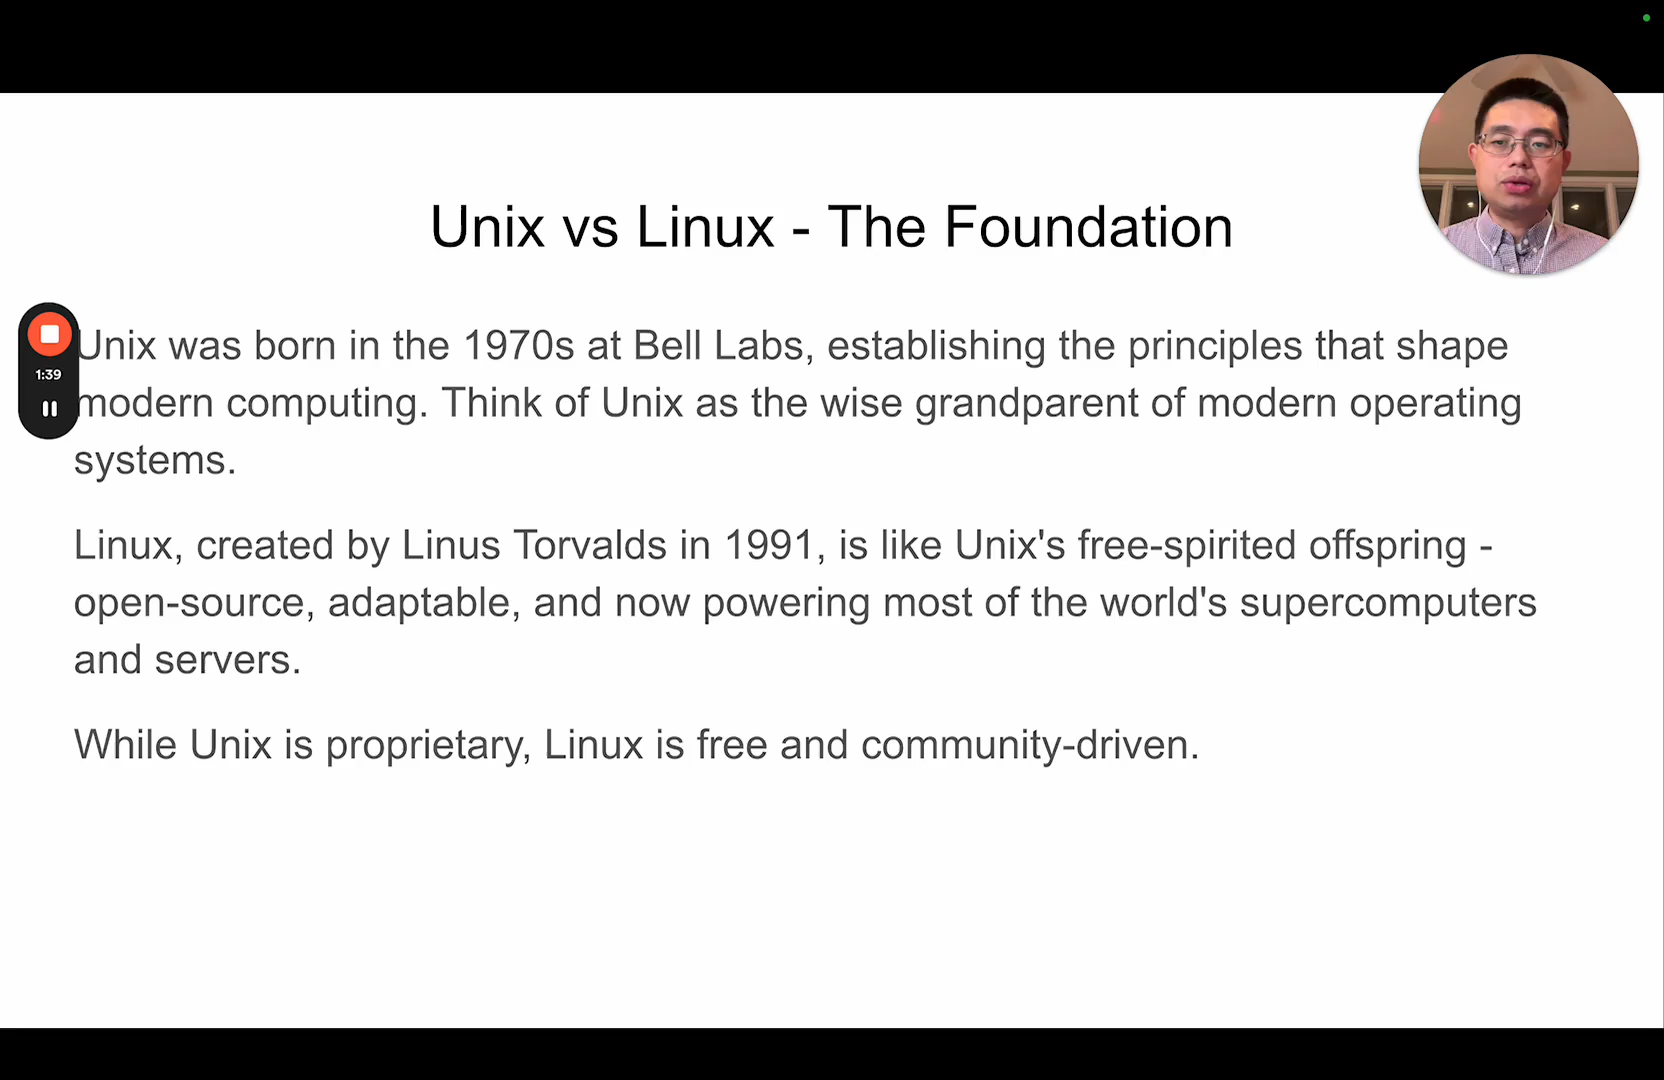 Unix vs Linux - The Foundation
Unix was born in the 1970s at Bell Labs, establishing the principles that shape
1:39
modern computing. Think of Unix as the wise grandparent of modern operating
systems.
Linux, created by Linus Torvalds in 1991, is like Unix's free-spirited offspring -
open-source, adaptable, and now powering most of the world's supercomputers
and servers.
While Unix is proprietary, Linux is free and community-driven.